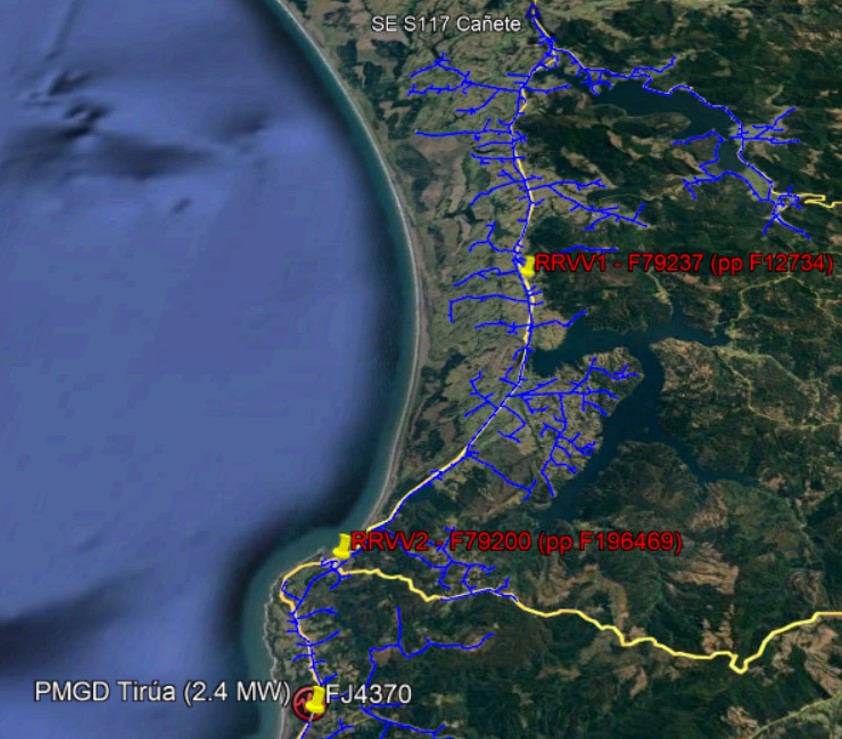 SE S117 Cañete
RRVV1 - F79237 (pp F12734)
RRVV2 - F79200 (pp F196469)
PMGD Tirúa (2.4 MW)
FJ4370